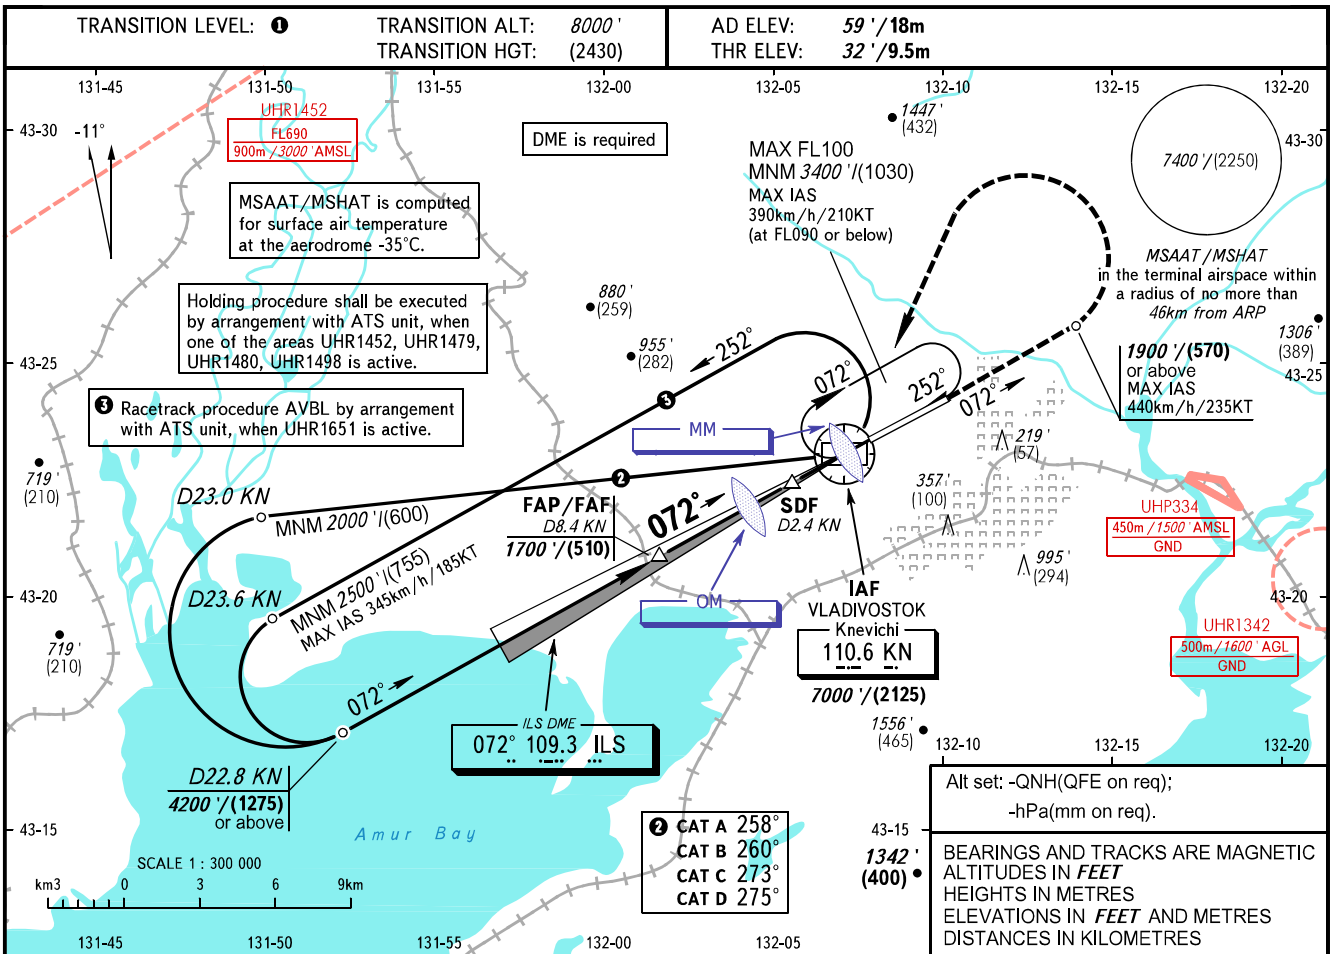 TRANSITION LEVEL: ❶
TRANSITION ALT: 8000 '
TRANSITION HGT: (2430)
AD ELEV: 59 '/18m
THR ELEV: 32 '/9.5m
131-45
131-50
131-55
132-00
132-05
132-10
132-15
132-20
43-30
-11°
UHR1452
FL690
900m/3000 'AMSL
DME is required
1447 '
(432)
43-30
7400 '/(2250)
MAX FL100
MNM 3400 '/(1030)
MAX IAS
390km/h/210KT
(at FL090 or below)
MSAAT/MSHAT is computed
for surface air temperature
at the aerodrome -35°C.
MSAAT/MSHAT
in the terminal airspace within
a radius of no more than
46km from ARP
Holding procedure shall be executed
by arrangement with ATS unit, when
one of the areas UHR1452, UHR1479,
UHR1480, UHR1498 is active.
880 '
(259)
955 '
(282)
1306 '
(389)
43-25
43-25
1900 '/(570)
or above
MAX IAS
440km/h/235KT
❸ Racetrack procedure AVBL by arrangement
with ATS unit, when UHR1651 is active.
252°
072°
252°
072°
❸
MM
219 '
(57)
719 '
(210)
D23.0 KN
❷
MNM 2000 '/(600)
FAP/FAF
D8.4 KN
1700 '/(510)
072°
SDF
D2.4 KN
357 '
(100)
UHP334
450m/1500 'AMSL
GND
995 '
(294)
43-20
D23.6 KN
MNM 2500 '/(755)
MAX IAS 345km/h/185KT
OM
IAF
VLADIVOSTOK
Knevichi
110.6 KN
7000 '/(2125)
43-20
UHR1342
500m/1600 ' AGL
GND
719 '
(210)
072°
ILS DME
072° 109.3 ILS
1556 '
(465)
132-10
132-15
132-20
D22.8 KN
4200 '/(1275)
or above
Alt set: -QNH(QFE on req);
-hPa(mm on req).
43-15
Amur Bay
❷ CAT A 258°
CAT B 260°
CAT C 273°
CAT D 275°
43-15
1342 '
(400)
SCALE 1 : 300 000
km3 0 3 6 9km
BEARINGS AND TRACKS ARE MAGNETIC
ALTITUDES IN FEET
HEIGHTS IN METRES
ELEVATIONS IN FEET AND METRES
DISTANCES IN KILOMETRES
131-45
131-50
131-55
132-00
132-05